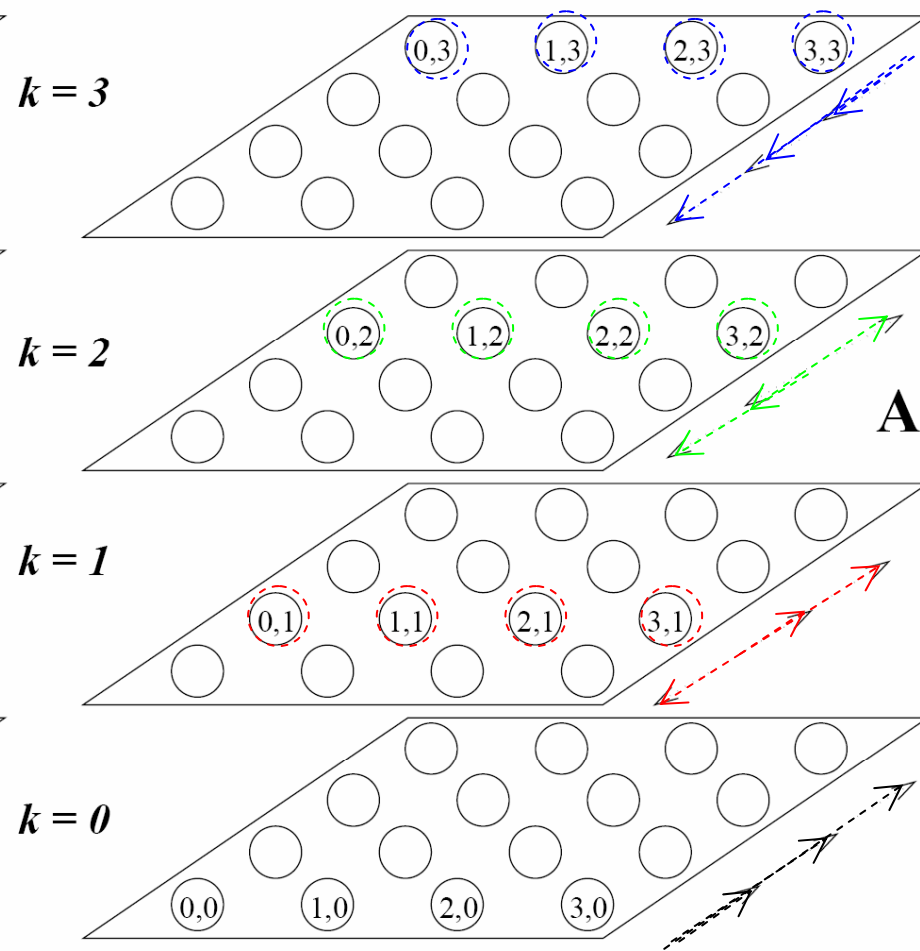 k = 3
0,3 1,3 2,3 3,3
k = 2
0,2 1,2 2,2 3,2
A
k = 1
0,1 1,1 2,1 3,1
k = 0
0,0 1,0 2,0 3,0